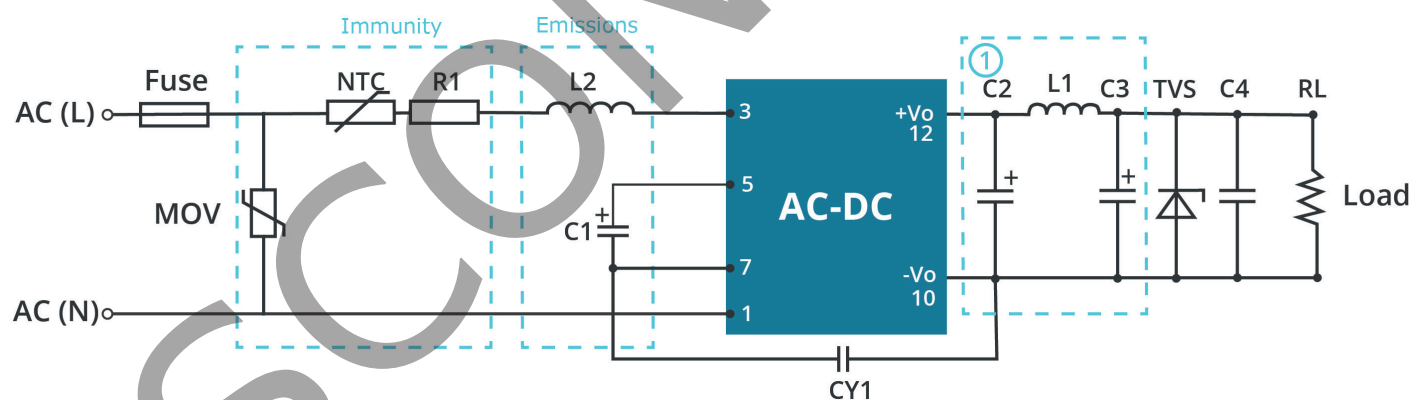 Immunity
Emissions
1
Fuse
NTC
R1
L2
C2
L1
C3
TVS
C4
RL
AC (L)
3
+Vo
12
+
+
5
AC-DC
Load
MOV
+
C1
7
-Vo
10
AC (N)
1
CY1